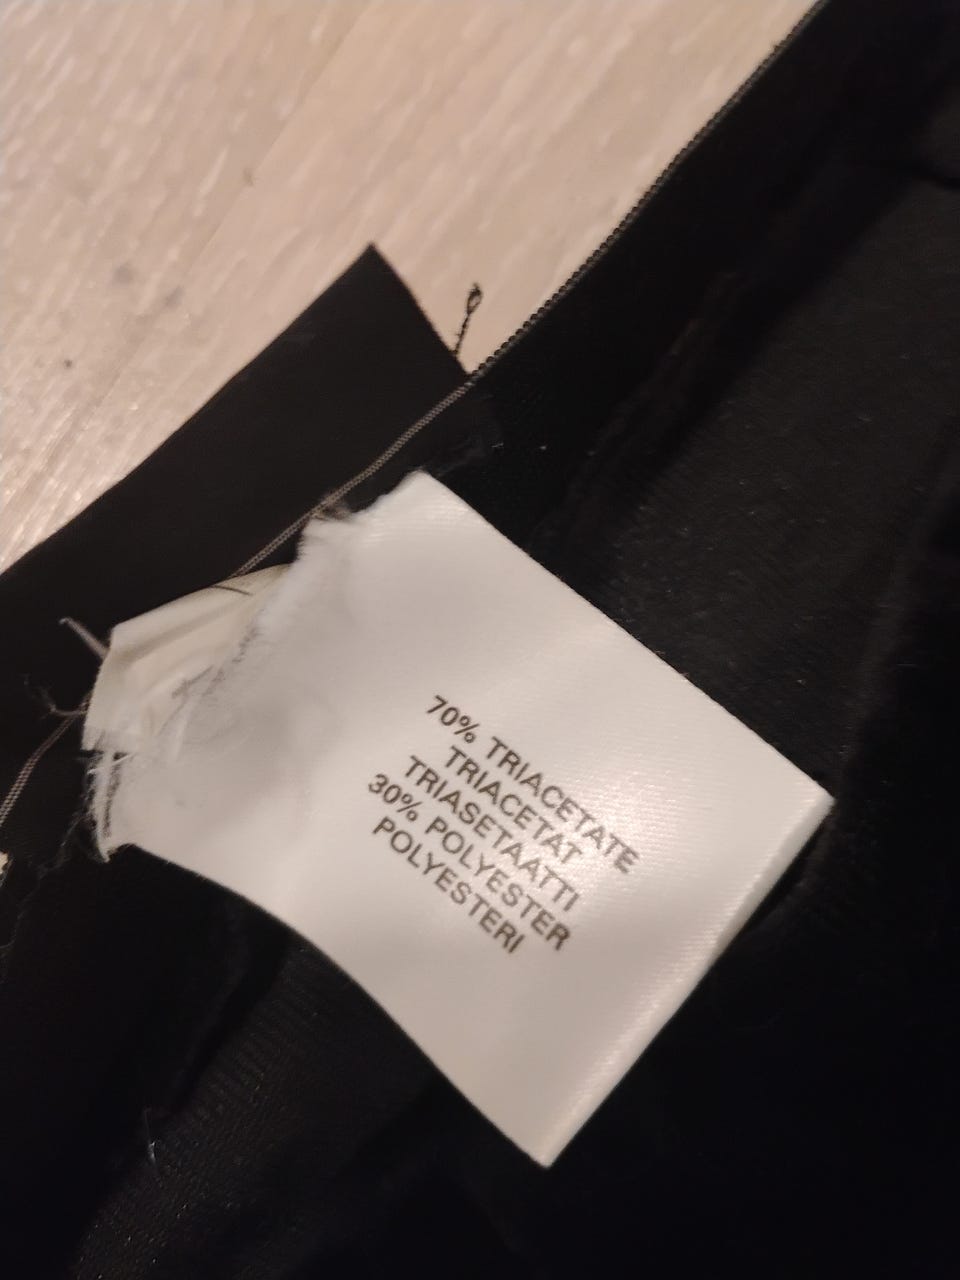 70% TRIACETATE
TRIACETAT
TRIASETAATTI
30% POLYESTER
POLYESTERI